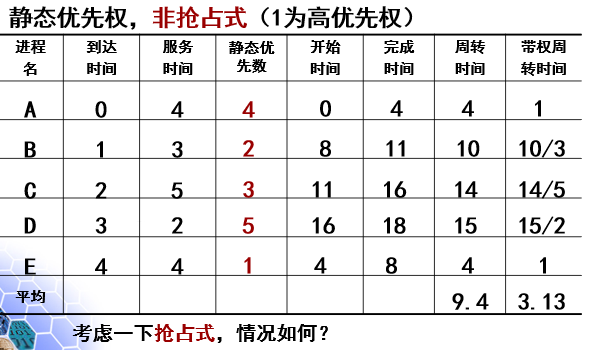 静态优先权，非抢占式（1为高优先权）
进程名 到达时间 服务时间 静态优先数 开始时间 完成时间 周转时间 带权周转时间
A 0 4 4 0 4 4 1
B 1 3 2 8 11 10 10/3
C 2 5 3 11 16 14 14/5
D 3 2 5 16 18 15 15/2
E 4 4 1 4 8 4 1
平均 9.4 3.13
考虑一下抢占式，情况如何？